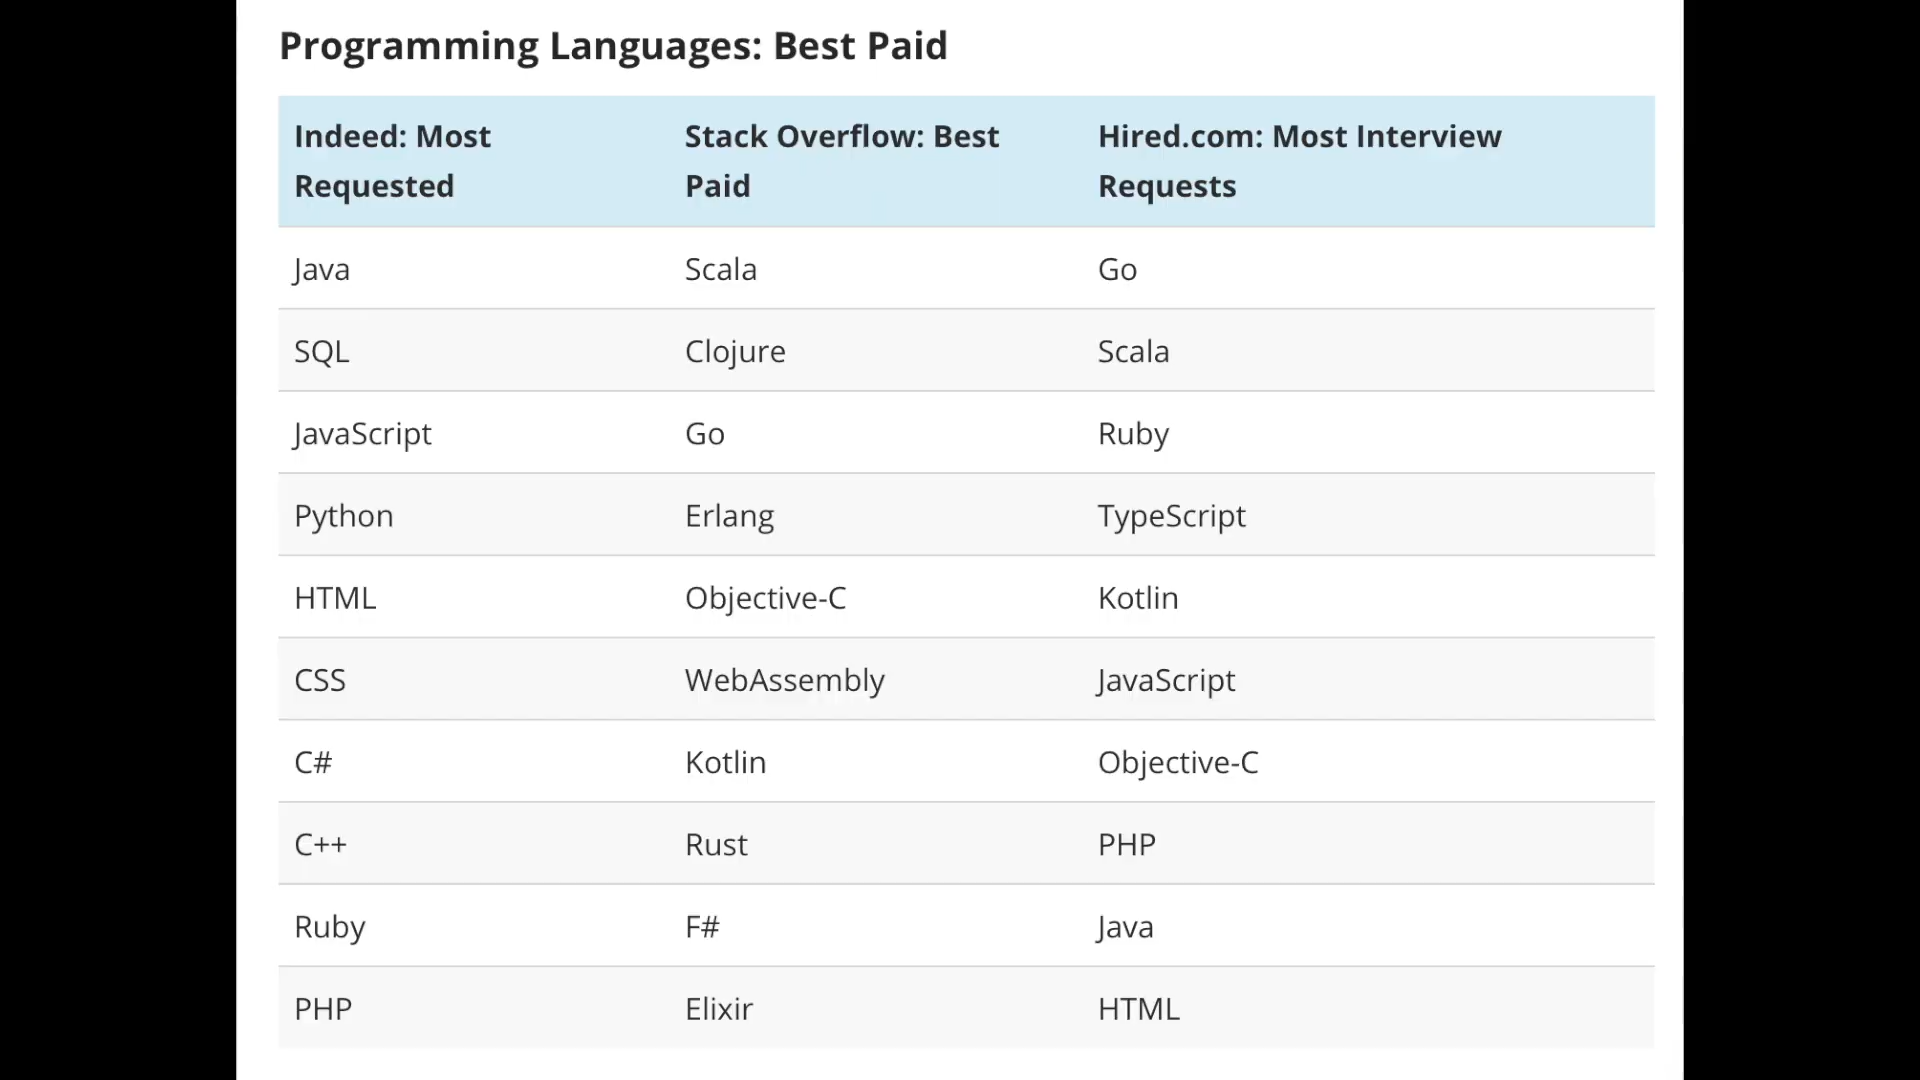 Programming Languages: Best Paid
Indeed: Most Requested	Stack Overflow: Best Paid	Hired.com: Most Interview Requests
Java	Scala	Go
SQL	Clojure	Scala
JavaScript	Go	Ruby
Python	Erlang	TypeScript
HTML	Objective-C	Kotlin
CSS	WebAssembly	JavaScript
C#	Kotlin	Objective-C
C++	Rust	PHP
Ruby	F#	Java
PHP	Elixir	HTML